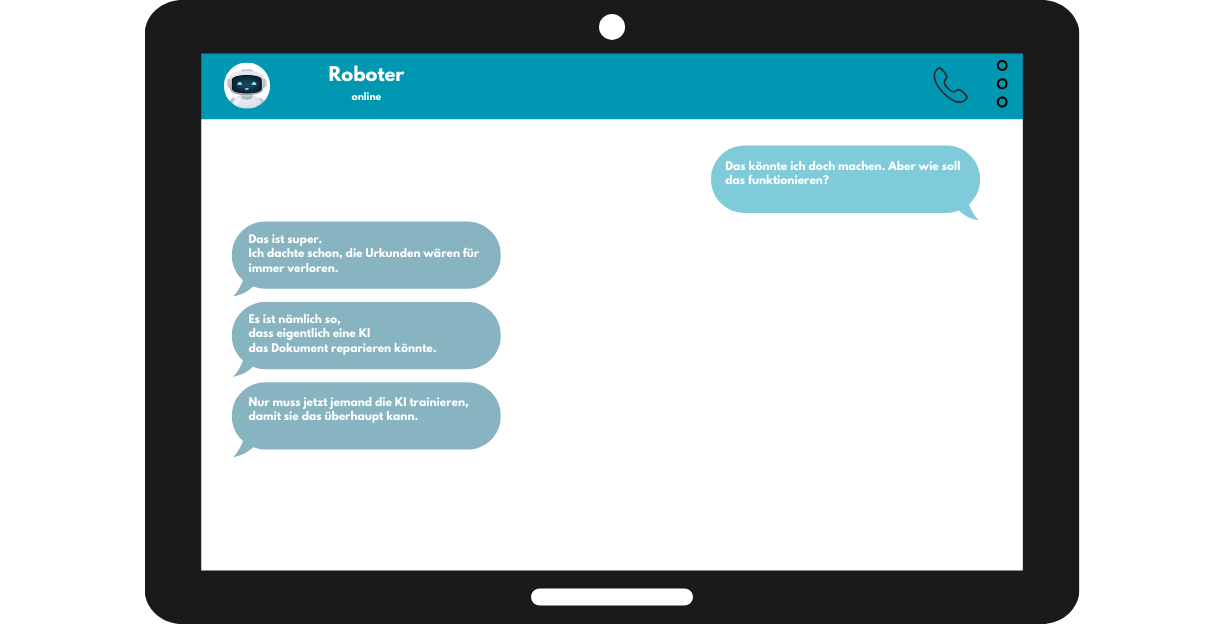 Roboter
online
Das könnte ich doch machen. Aber wie soll
das funktionieren?
Das ist super.
Ich dachte schon, die Urkunden wären für
immer verloren.
Es ist nämlich so,
dass eigentlich eine KI
das Dokument reparieren könnte.
Nur muss jetzt jemand die KI trainieren,
damit sie das überhaupt kann.